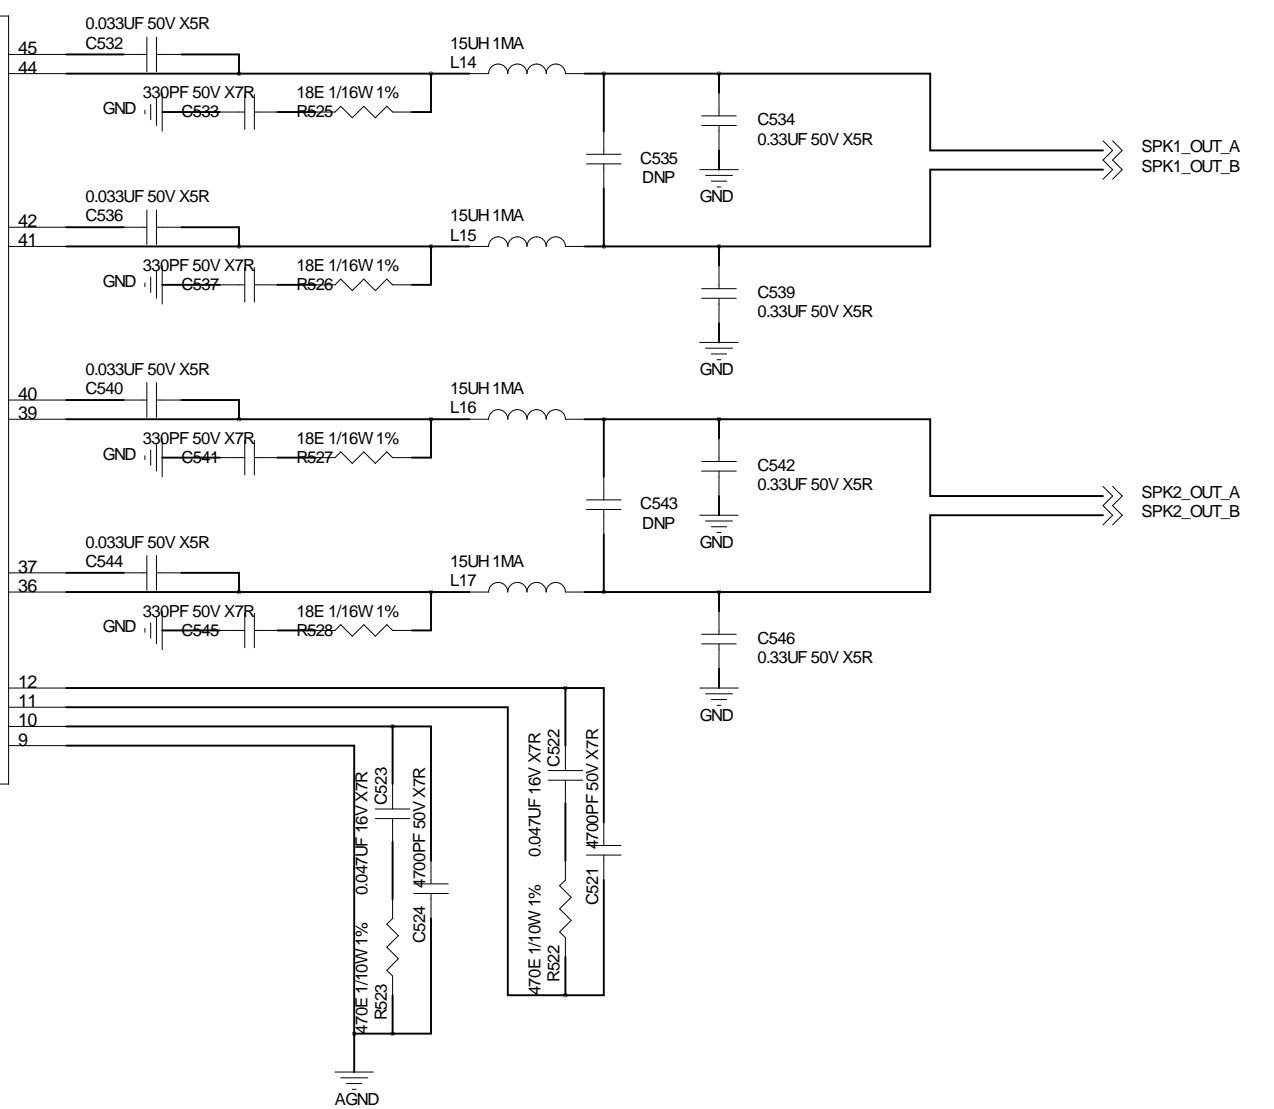 0.033UF 50V X5R
C532
45
44
15UH 1MA
L14
330PF 50V X7R
C533
GND
18E 1/16W 1%
R525
C534
0.33UF 50V X5R
GND
C535
DNP
SPK1_OUT_A
SPK1_OUT_B
0.033UF 50V X5R
C536
42
41
15UH 1MA
L15
330PF 50V X7R
C537
GND
18E 1/16W 1%
R526
C539
0.33UF 50V X5R
GND
0.033UF 50V X5R
C540
40
39
15UH 1MA
L16
330PF 50V X7R
C541
GND
18E 1/16W 1%
R527
C542
0.33UF 50V X5R
GND
C543
DNP
SPK2_OUT_A
SPK2_OUT_B
0.033UF 50V X5R
C544
37
36
15UH 1MA
L17
330PF 50V X7R
C545
GND
18E 1/16W 1%
R528
C546
0.33UF 50V X5R
GND
12
11
10
9
0.047UF 16V X7R
C523
470E 1/10W 1%
R523
4700PF 50V X7R
C524
0.047UF 16V X7R
C522
470E 1/10W 1%
R522
4700PF 50V X7R
C521
AGND